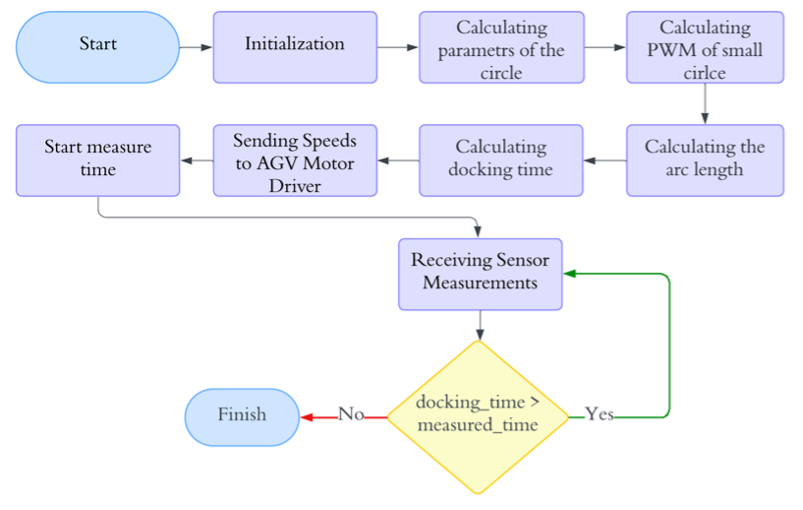 Start
Initialization
Calculating
parametrs of the
circle
Calculating
PWM of small
cirlce
Start measure
time
Sending Speeds
to AGV Motor
Driver
Calculating
docking time
Calculating the
arc length
Receiving Sensor
Measurements
docking_time >
measured_time
Finish
No
Yes